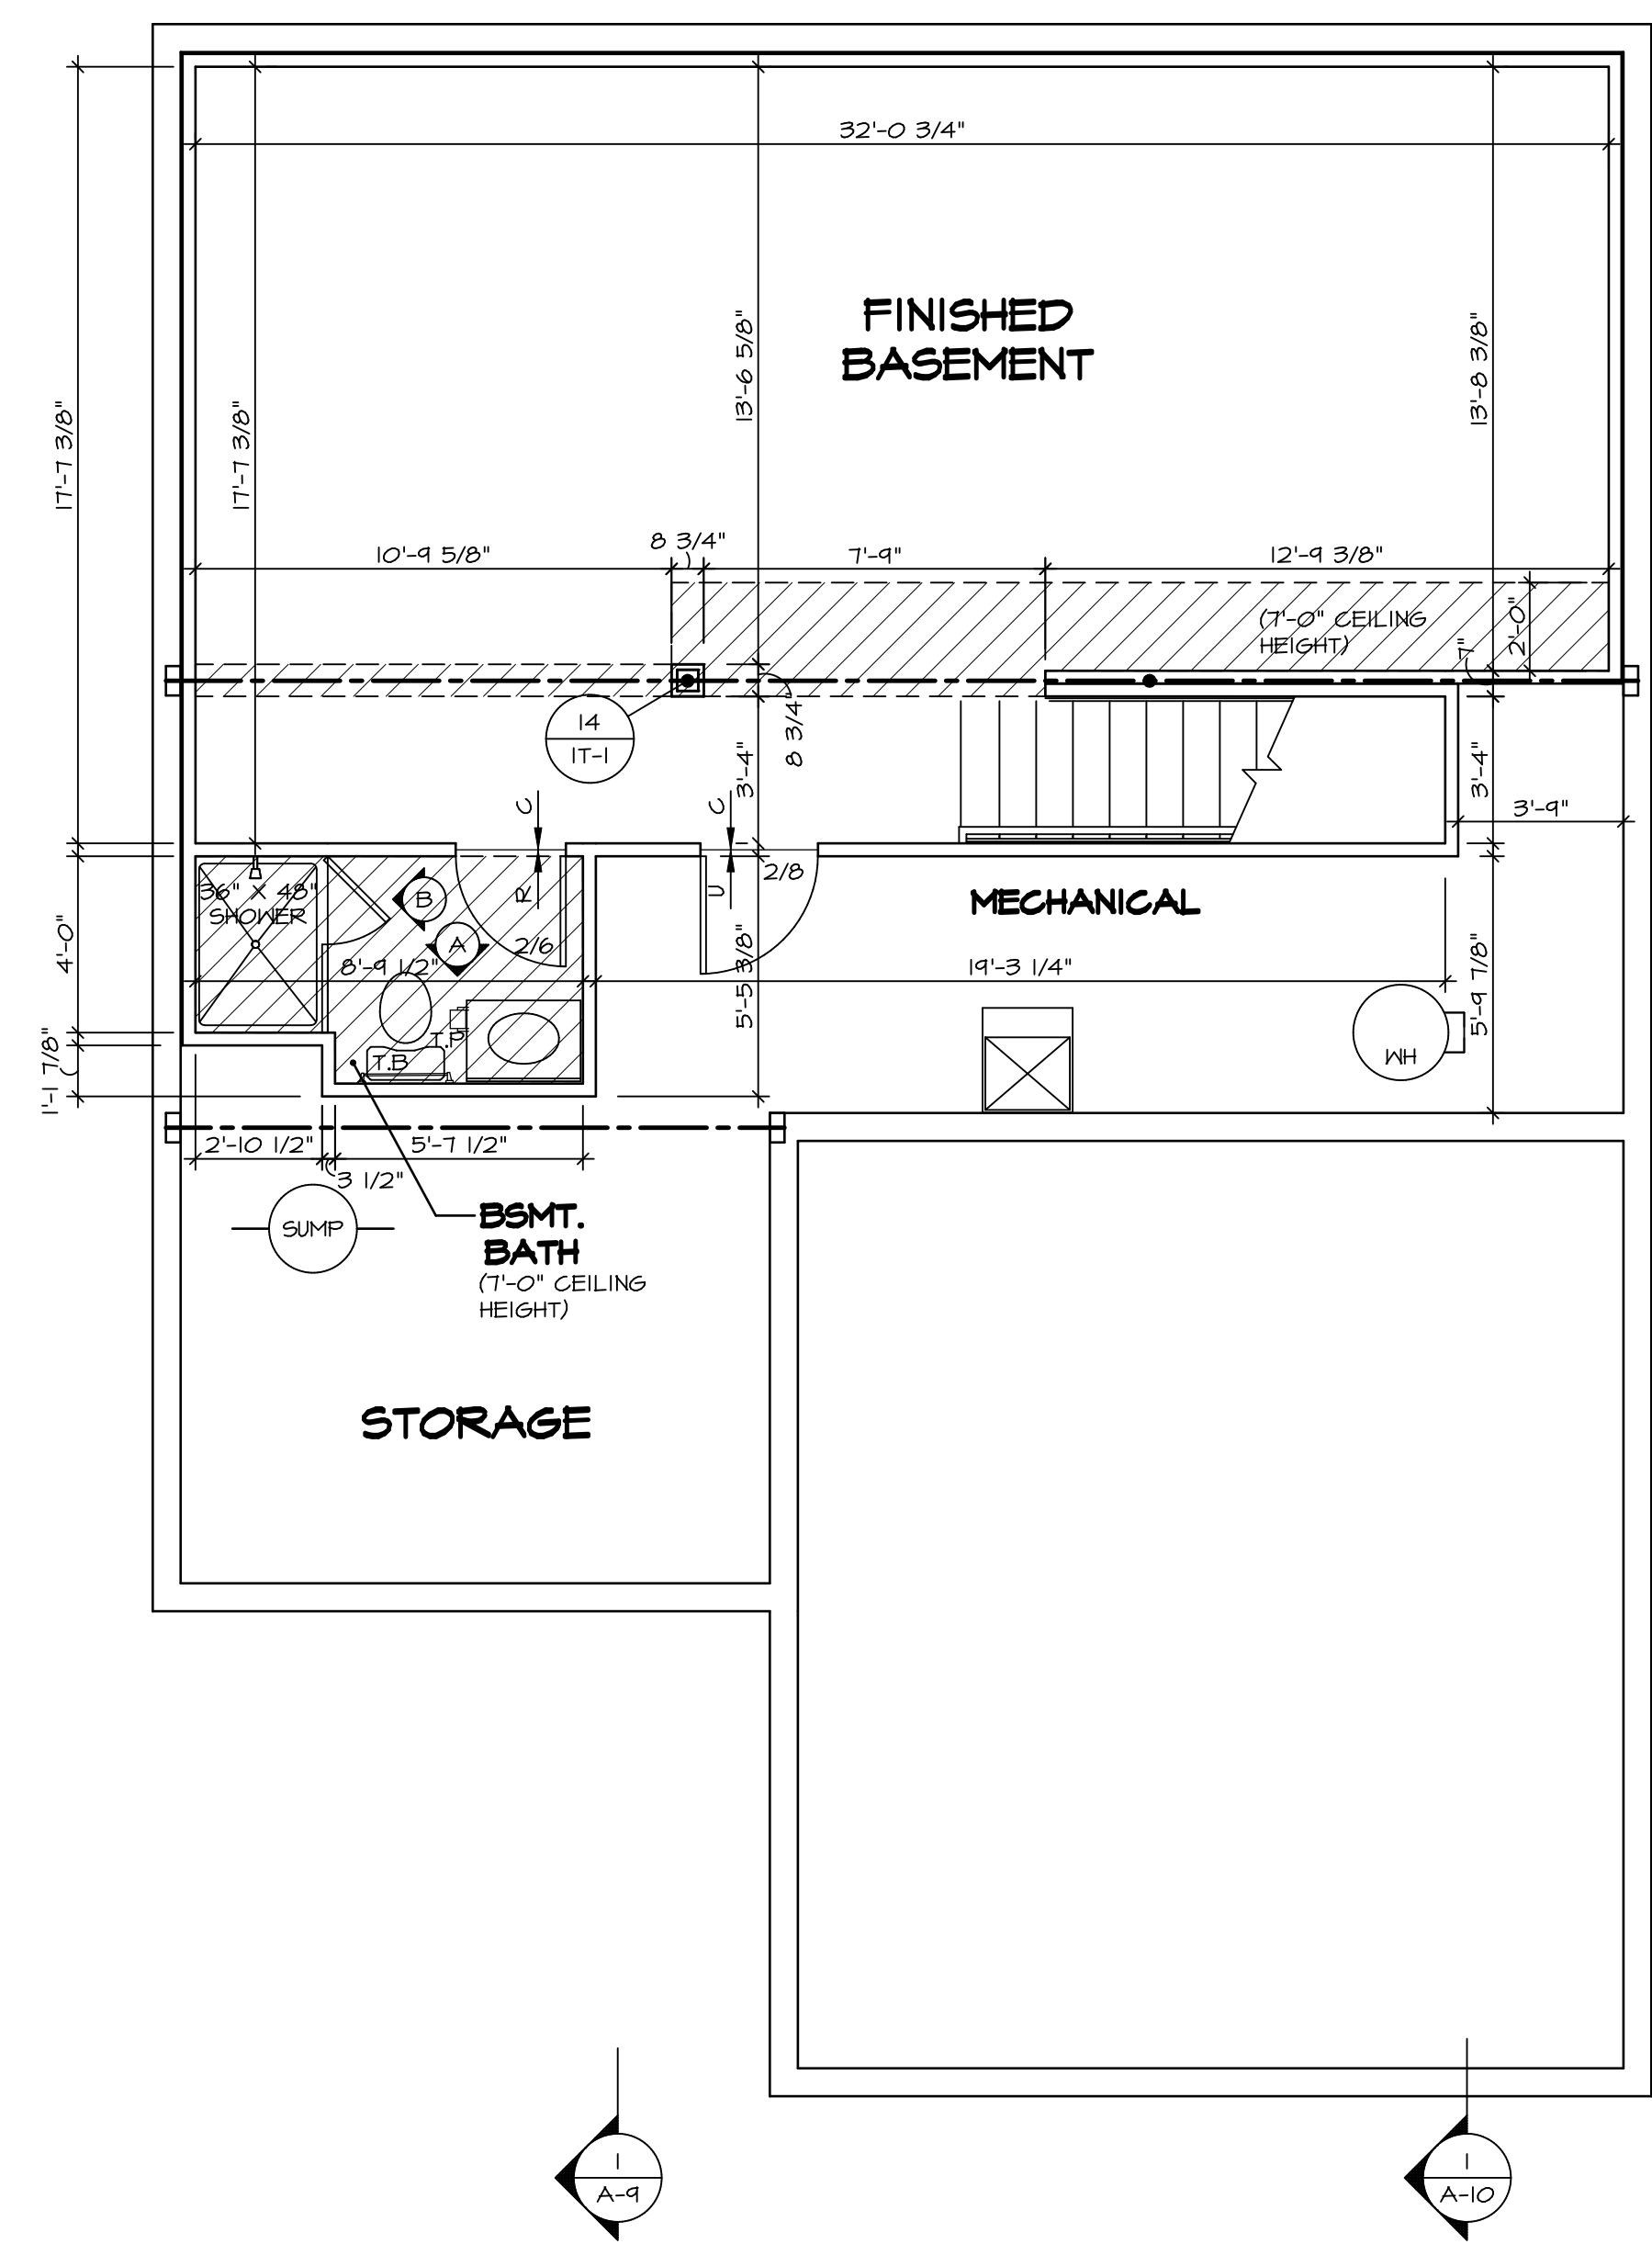 32'-0 3/4"
FINISHED
BASEMENT
13'-6 5/8"
13'-8 3/8"
17'-7 3/8"
17'-7 3/8"
10'-9 5/8"
8 3/4"
7'-9"
12'-9 3/8"
(7'-0" CEILING
HEIGHT)
2'-0"
7"
14
1T-1
8 3/4"
3'-4"
3'-4"
3'-9"
C
C
R
U
2/8
36" X 48"
SHOWER
B
A
2/6
MECHANICAL
4'-0"
8'-9 1/2"
5'-5 3/8"
19'-3 1/4"
5'-9 7/8"
T.P
T.B
WH
1'-1 7/8"
2'-10 1/2"
5'-7 1/2"
3 1/2"
SUMP
BSMT.
BATH
(7'-0" CEILING
HEIGHT)
STORAGE
1
A-9
1
A-10